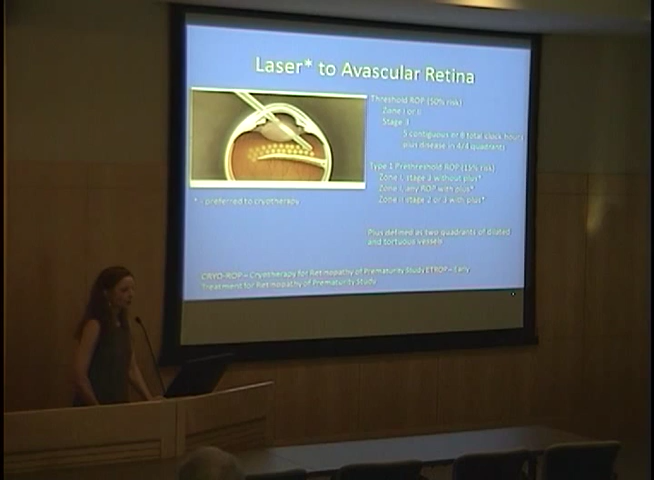 Laser* to Avascular Retina
Threshold ROP (50% risk)
Zone I or II
Stage 3
5 contiguous or 8 total clock hours
plus disease in 4/4 quadrants
Type 1 Prethreshold ROP (15% risk)
Zone I, stage 3 without plus*
Zone I, any ROP with plus*
Zone II stage 2 or 3 with plus*
* - preferred to cryotherapy
Plus defined as two quadrants of dilated
and tortuous vessels
CRYO-ROP – Cryotherapy for Retinopathy of Prematurity Study ETROP – Early
Treatment for Retinopathy of Prematurity Study